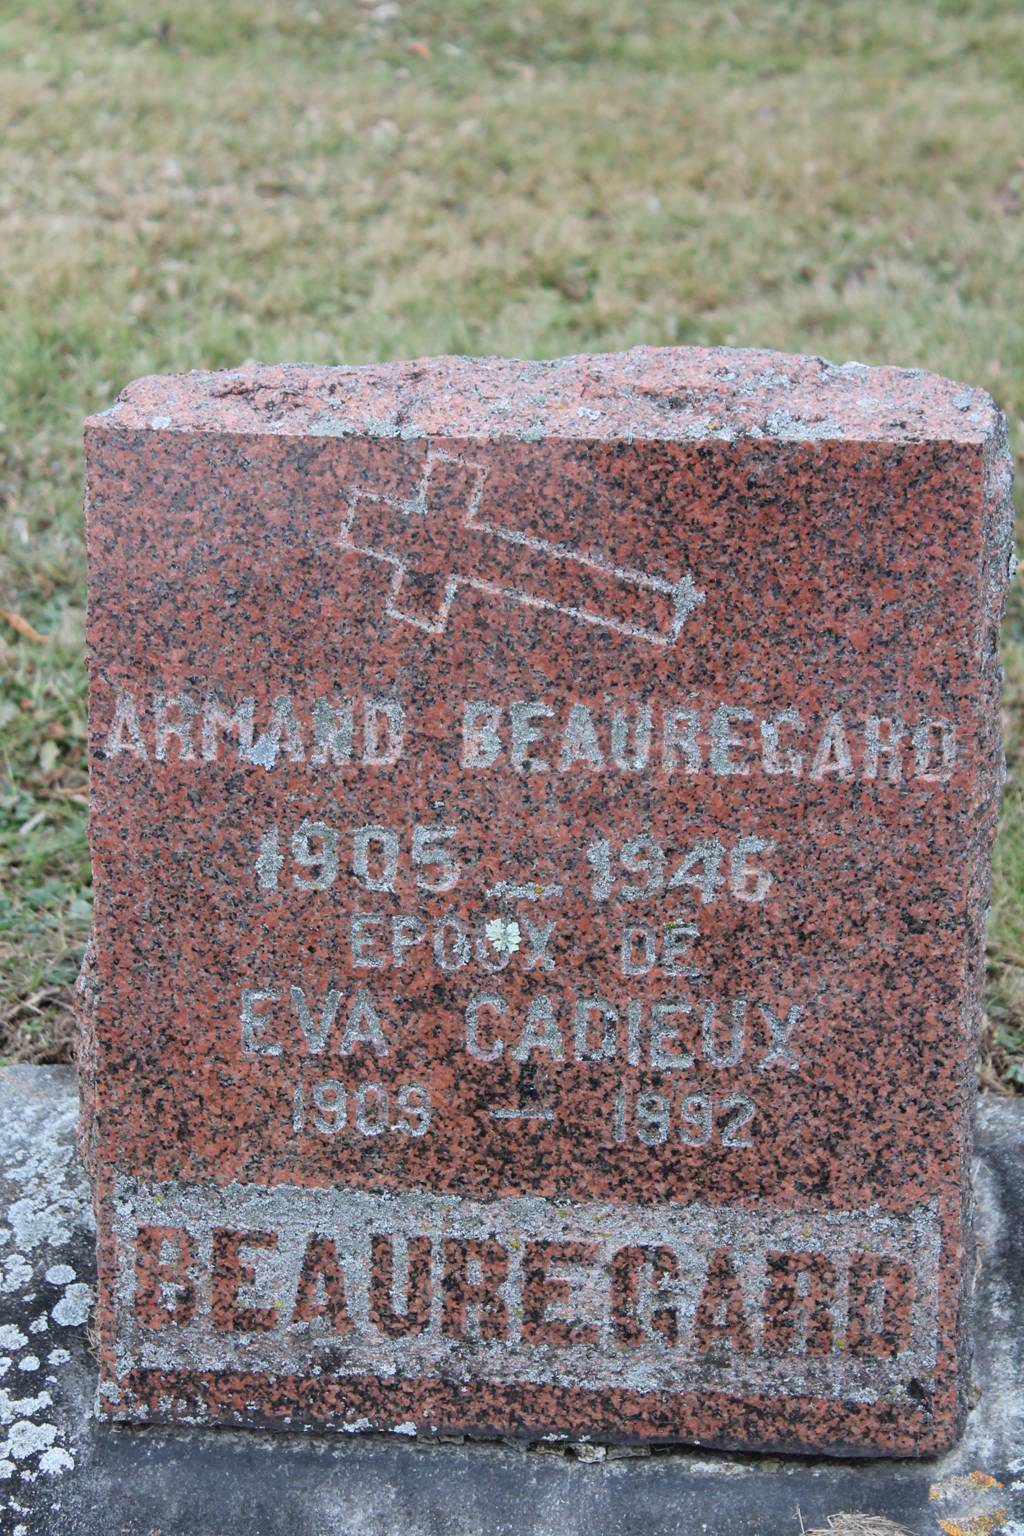 ARMAND BEAUREGARD
1905 — 1946
EPOUX DE
EVA CADIEUX
1909 — 1992
BEAUREGARD